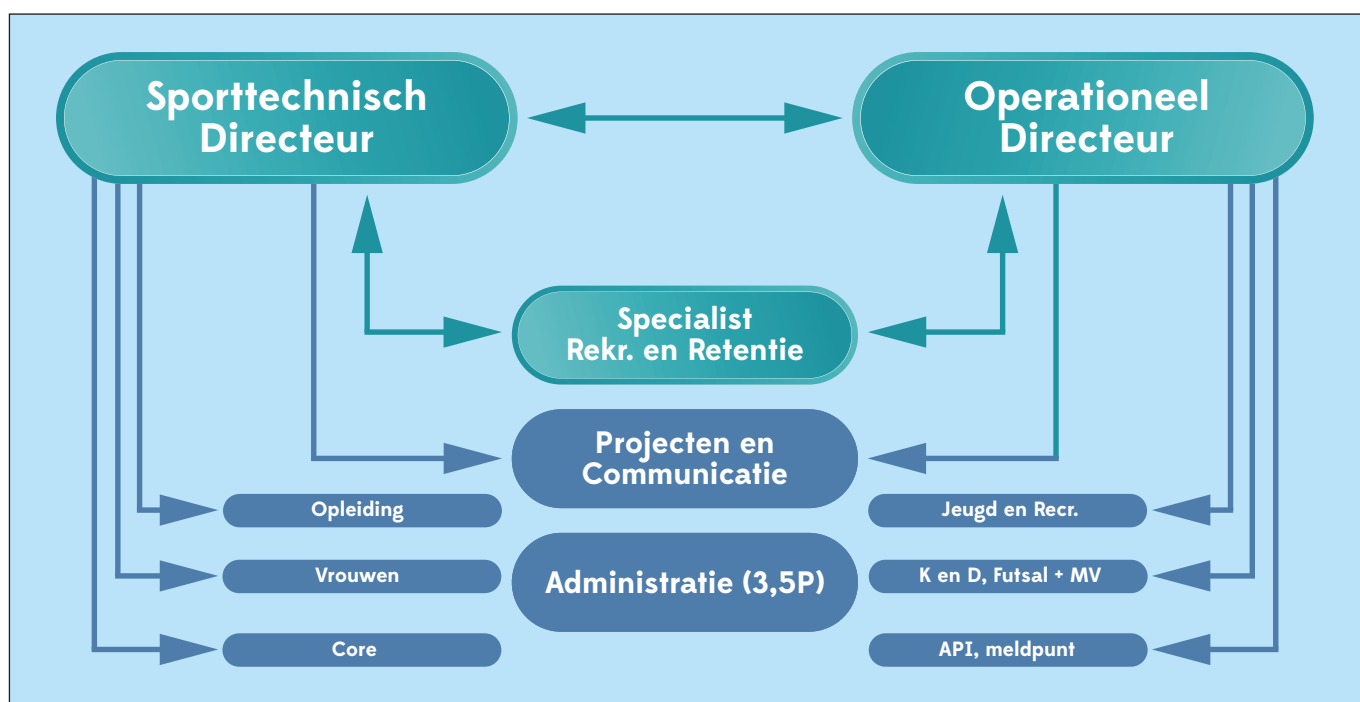 Sporttechnisch
Directeur
Operationeel
Directeur
Specialist
Rekr. en Retentie
Projecten en
Communicatie
Opleiding
Jeugd en Recr.
Vrouwen
Administratie (3,5P)
K en D, Futsal + MV
Core
API, meldpunt